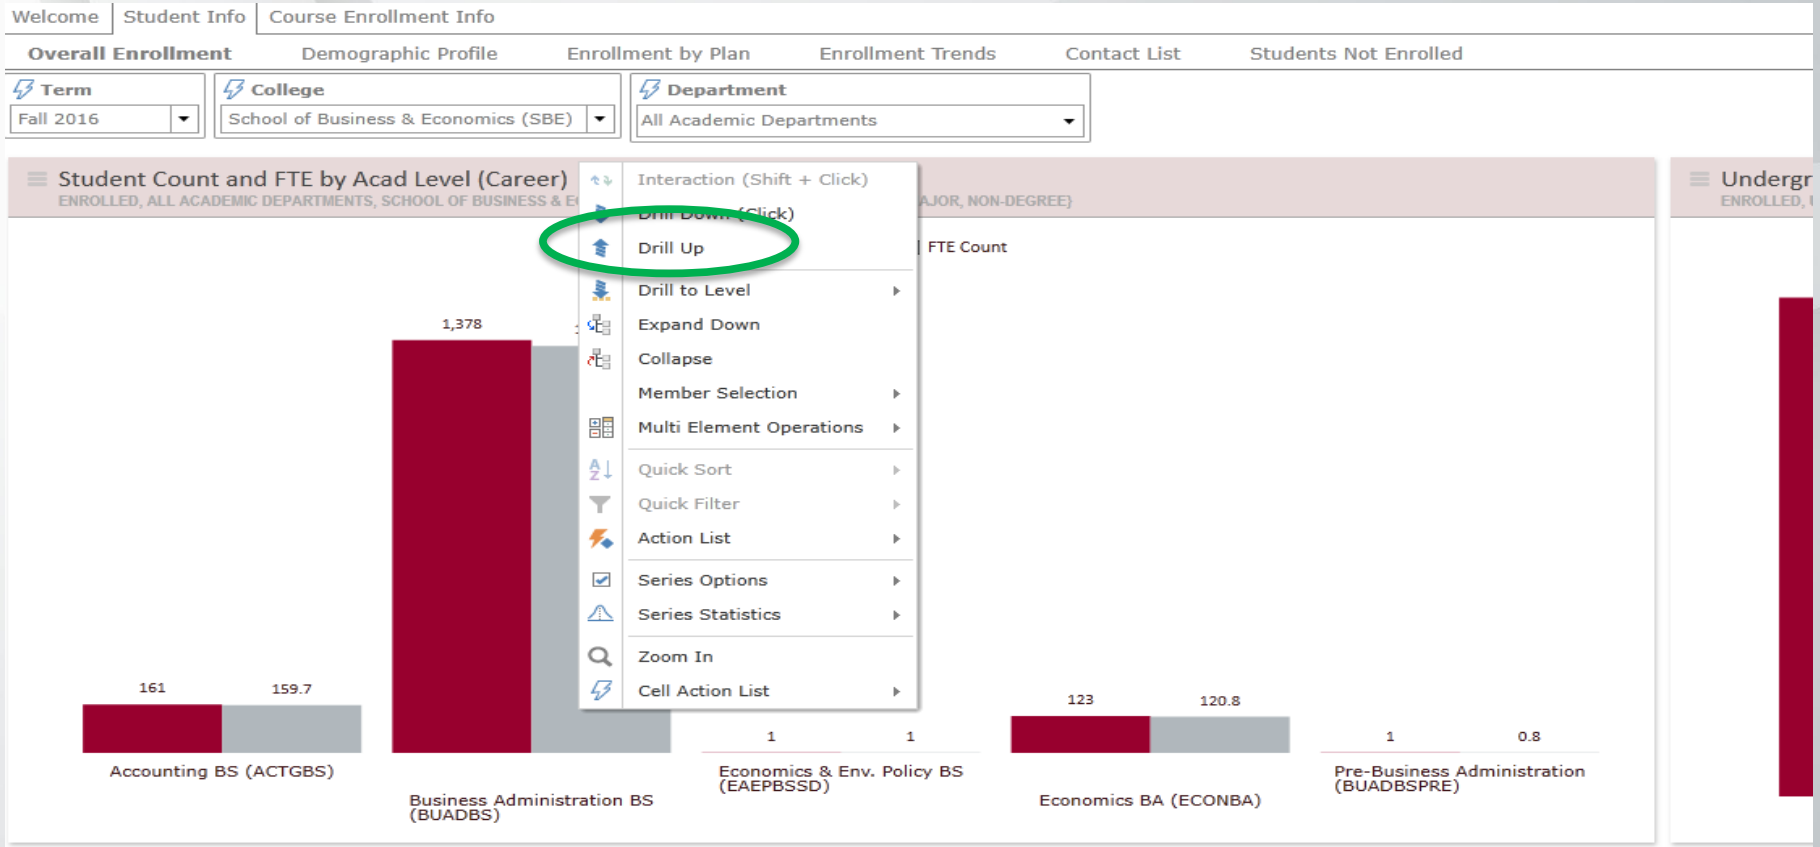 Welcome Student Info Course Enrollment Info
Overall Enrollment Demographic Profile Enrollment by Plan Enrollment Trends Contact List Students Not Enrolled
Term College Department
Fall 2016 School of Business & Economics (SBE) All Academic Departments
Student Count and FTE by Acad Level (Career)
ENROLLED, ALL ACADEMIC DEPARTMENTS, SCHOOL OF BUSINESS & E
AJOR, NON-DEGREE}
Undergr
ENROLLED,
FTE Count
Interaction (Shift + Click)
Drill Down (Click)
Drill Up
Drill to Level
Expand Down
Collapse
Member Selection
Multi Element Operations
Quick Sort
Quick Filter
Action List
Series Options
Series Statistics
Zoom In
Cell Action List
1,378
161 159.7
1 1
123 120.8
1 0.8
Accounting BS (ACTGBS)
Business Administration BS
(BUADBS)
Economics & Env. Policy BS
(EAEPBSSD)
Economics BA (ECONBA)
Pre-Business Administration
(BUADBSPRE)